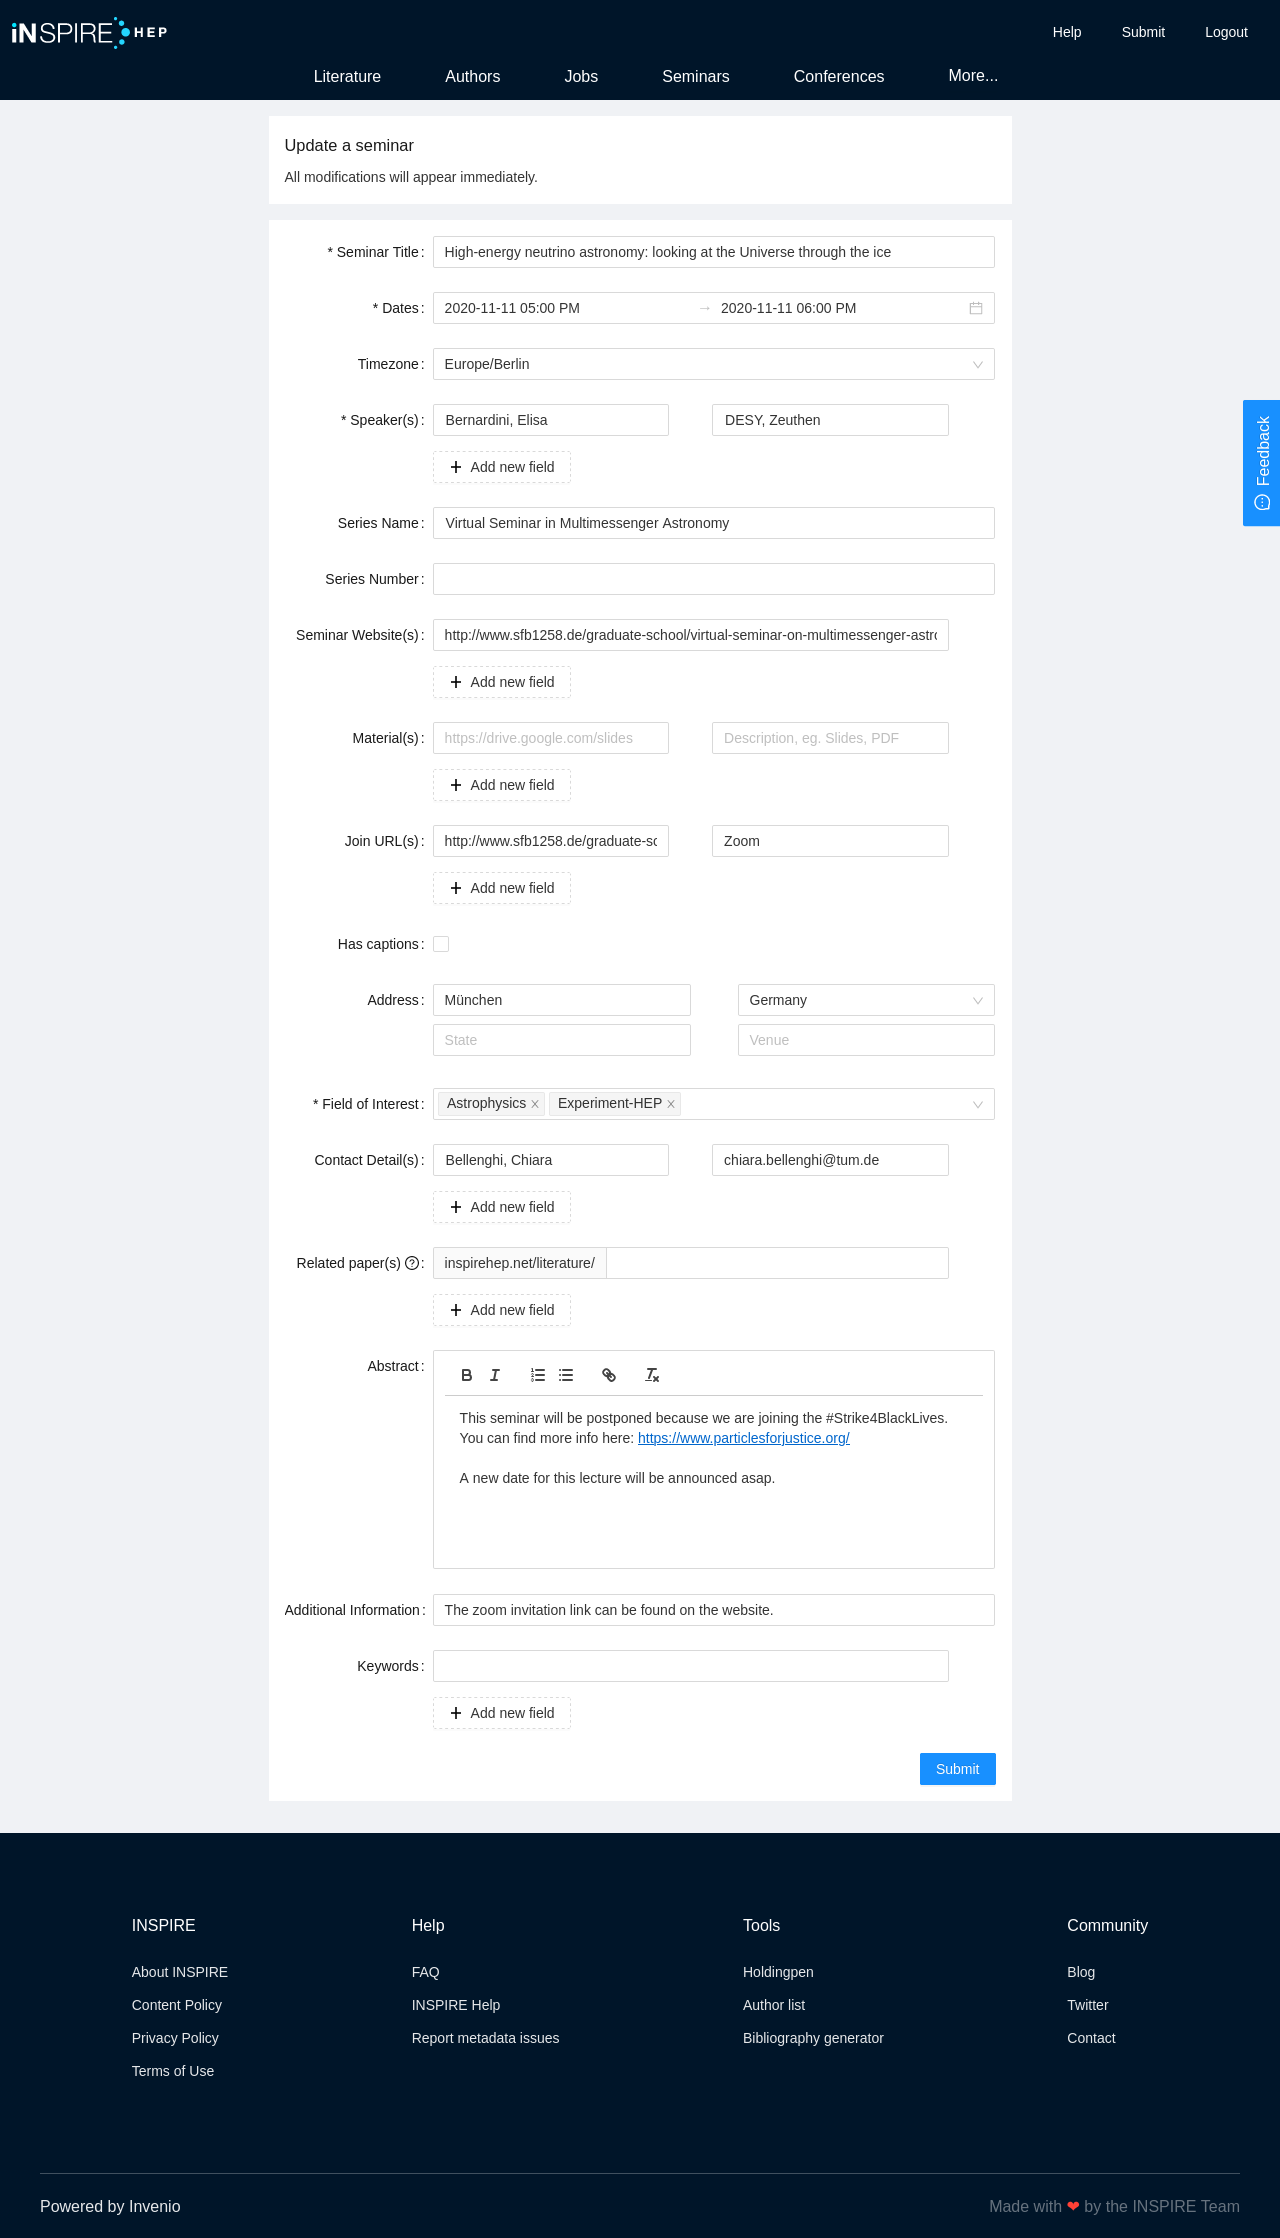 iNSPIRE HEP
Help Submit Logout
Literature Authors Jobs Seminars Conferences More...
Update a seminar
All modifications will appear immediately.
* Seminar Title : High-energy neutrino astronomy: looking at the Universe through the ice
* Dates : 2020-11-11 05:00 PM → 2020-11-11 06:00 PM
Timezone : Europe/Berlin
* Speaker(s) : Bernardini, Elisa DESY, Zeuthen
Feedback
+ Add new field
Series Name : Virtual Seminar in Multimessenger Astronomy
Series Number :
Seminar Website(s) : http://www.sfb1258.de/graduate-school/virtual-seminar-on-multimessenger-astro
+ Add new field
Material(s) : https://drive.google.com/slides Description, eg. Slides, PDF
+ Add new field
Join URL(s) : http://www.sfb1258.de/graduate-sc Zoom
+ Add new field
Has captions :
Address : München Germany
State Venue
* Field of Interest : Astrophysics × Experiment-HEP ×
Contact Detail(s) : Bellenghi, Chiara chiara.bellenghi@tum.de
+ Add new field
Related paper(s) ? : inspirehep.net/literature/
+ Add new field
Abstract :
This seminar will be postponed because we are joining the #Strike4BlackLives.
You can find more info here: https://www.particlesforjustice.org/
A new date for this lecture will be announced asap.
Additional Information : The zoom invitation link can be found on the website.
Keywords :
+ Add new field
Submit
INSPIRE Help Tools Community
About INSPIRE FAQ Holdingpen Blog
Content Policy INSPIRE Help Author list Twitter
Privacy Policy Report metadata issues Bibliography generator Contact
Terms of Use
Powered by Invenio Made with ❤ by the INSPIRE Team